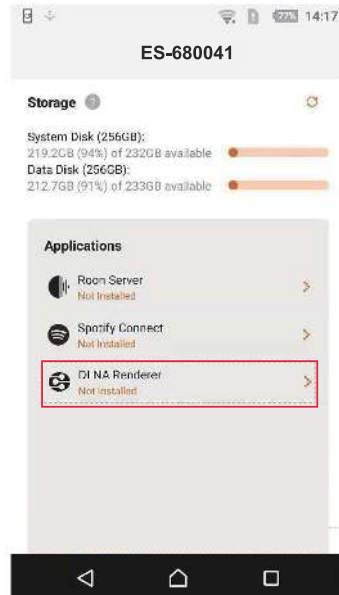 27% 14:17
ES-680041
Storage ?
System Disk (256GB):
219.2GB (94%) of 232GB available
Data Disk (256GB):
212.7GB (91%) of 233GB available
Applications
Roon Server
Not Installed
Spotify Connect
Not Installed
DLNA Renderer
Not Installed